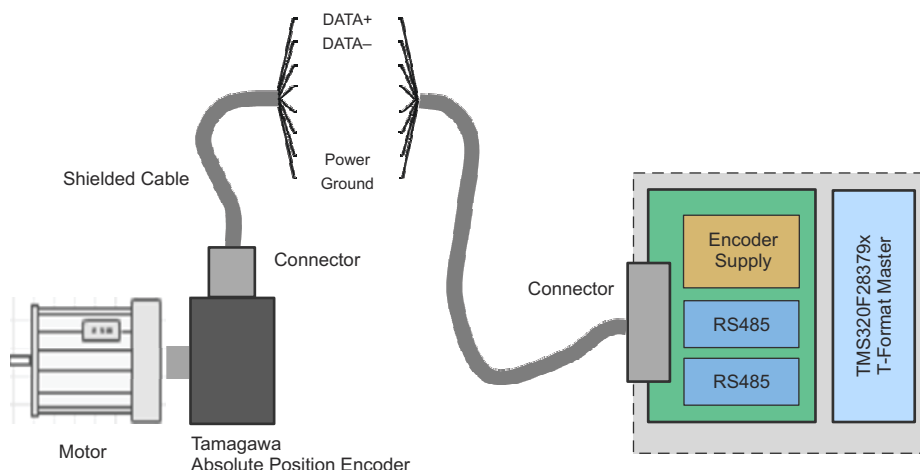 DATA+
DATA–
Power
Ground
Shielded Cable
Connector
Connector
Encoder
Supply
RS485
RS485
TMS320F28379x
T-Format Master
Motor
Tamagawa
Absolute Position Encoder